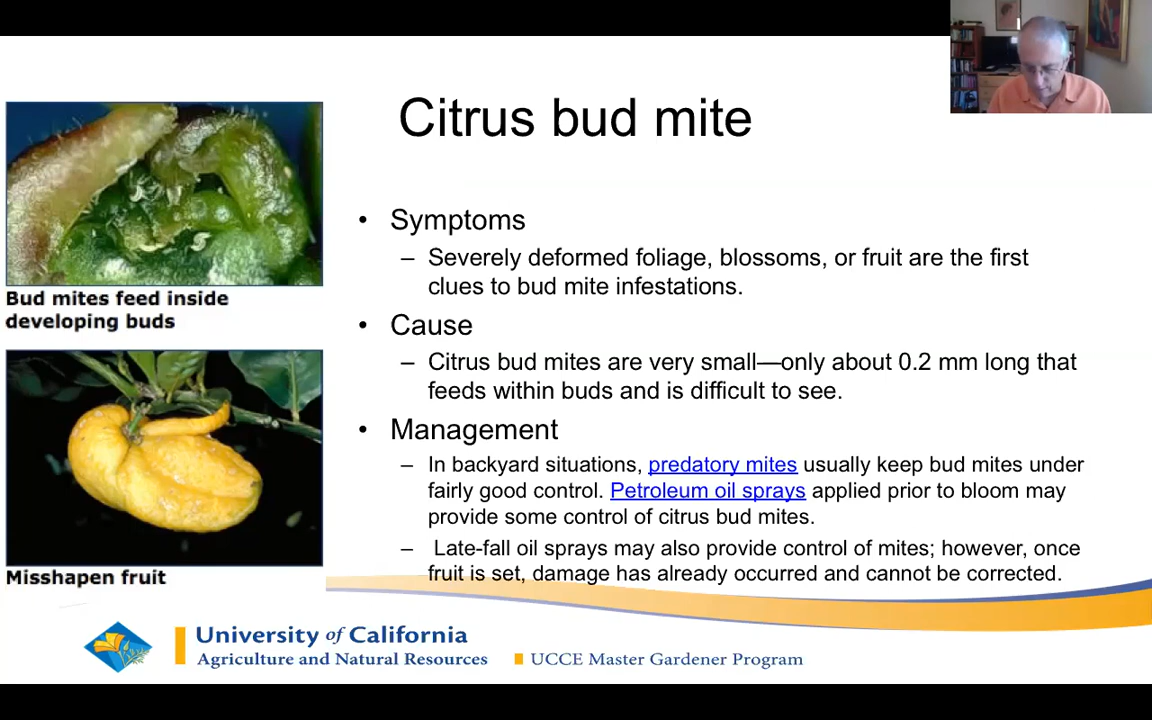 Citrus bud mite
Bud mites feed inside
developing buds
Misshapen fruit
• Symptoms
– Severely deformed foliage, blossoms, or fruit are the first
clues to bud mite infestations.
• Cause
– Citrus bud mites are very small—only about 0.2 mm long that
feeds within buds and is difficult to see.
• Management
– In backyard situations, predatory mites usually keep bud mites under
fairly good control. Petroleum oil sprays applied prior to bloom may
provide some control of citrus bud mites.
– Late-fall oil sprays may also provide control of mites; however, once
fruit is set, damage has already occurred and cannot be corrected.
University of California
Agriculture and Natural Resources
UCCE Master Gardener Program